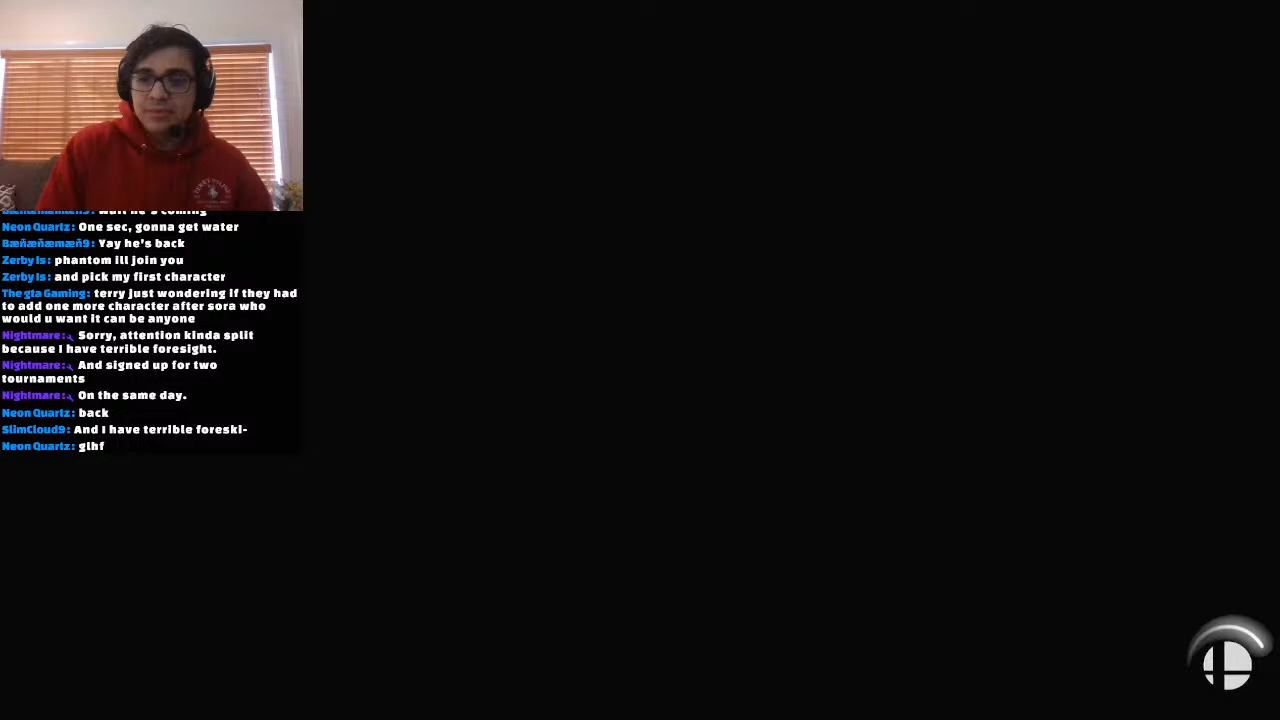 wait he's coming
Neon Quartz: One sec, gonna get water
Bæñæñæmæñ9: Yay he's back
Zerby Is: phantom ill join you
Zerby Is: and pick my first character
The gta Gaming: terry just wondering if they had
to add one more character after sora who
would u want it can be anyone
Nightmare: Sorry, attention kinda split
because I have terrible foresight.
Nightmare: And signed up for two
tournaments
Nightmare: On the same day.
Neon Quartz: back
SlimCloud9: And I have terrible foreski-
Neon Quartz: glhf